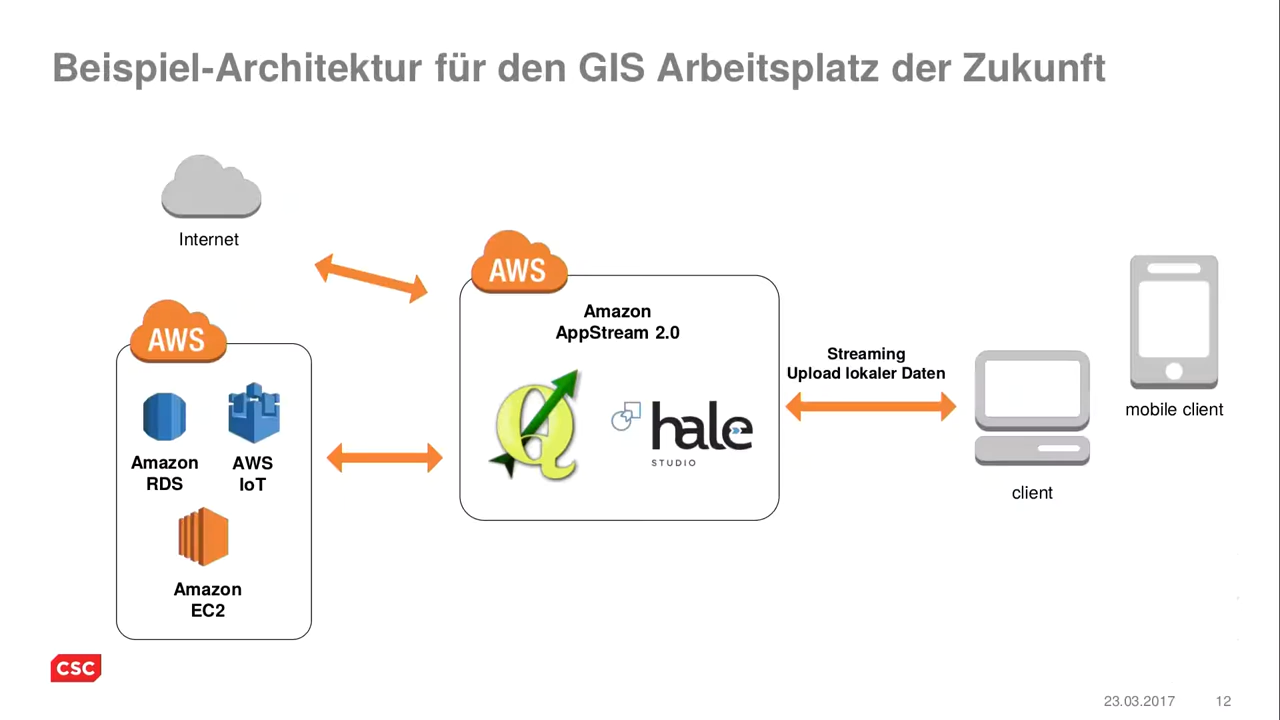 Beispiel-Architektur für den GIS Arbeitsplatz der Zukunft
Internet
AWS
Amazon
RDS
AWS
IoT
Amazon
EC2
AWS
Amazon
AppStream 2.0
hale
STUDIO
Streaming
Upload lokaler Daten
client
mobile client
CSC
23.03.2017
12